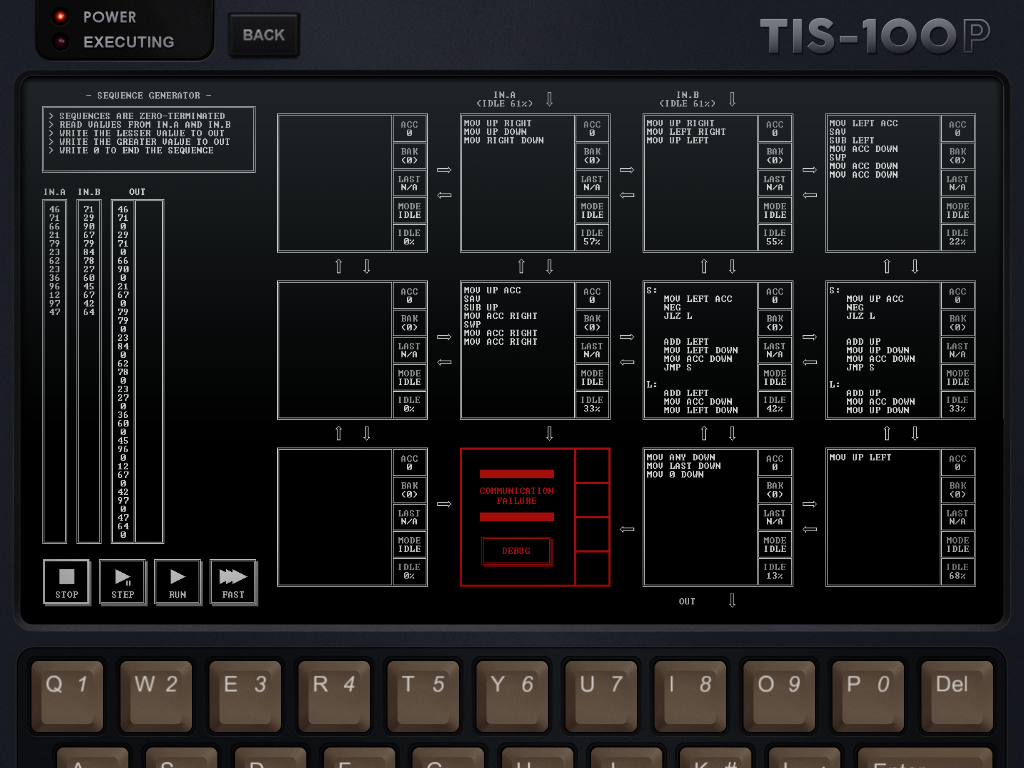 POWER
EXECUTING
BACK
TIS-100P
- SEQUENCE GENERATOR -
> SEQUENCES ARE ZERO-TERMINATED
> READ VALUES FROM IN.A AND IN.B
> WRITE THE LESSER VALUE TO OUT
> WRITE THE GREATER VALUE TO OUT
> WRITE 0 TO END THE SEQUENCE
IN.A IN.B OUT
46 71 46
71 29 71
66 90 0
21 67 29
79 79 71
23 84 0
62 78 66
23 27 90
36 60 0
96 45 21
12 67 67
97 42 0
47 64 79
79
0
23
84
0
62
78
0
23
27
0
36
60
0
45
96
0
12
67
0
42
97
0
47
64
0
STOP
STEP
RUN
FAST
IN.A
(IDLE 61%)
IN.B
(IDLE 61%)
ACC
0
BAK
(0)
LAST
N/A
MODE
IDLE
IDLE
0%
MOV UP RIGHT
MOV UP DOWN
MOV RIGHT DOWN
ACC
0
BAK
(0)
LAST
N/A
MODE
IDLE
IDLE
57%
MOV UP RIGHT
MOV LEFT RIGHT
MOV UP LEFT
ACC
0
BAK
(0)
LAST
N/A
MODE
IDLE
IDLE
55%
MOV LEFT ACC
SAV
SUB LEFT
MOV ACC DOWN
SWP
MOV ACC DOWN
MOV ACC DOWN
ACC
0
BAK
(0)
LAST
N/A
MODE
IDLE
IDLE
22%
ACC
0
BAK
(0)
LAST
N/A
MODE
IDLE
IDLE
0%
MOV UP ACC
SAV
SUB UP
MOV ACC RIGHT
SWP
MOV ACC RIGHT
MOV ACC RIGHT
ACC
0
BAK
(0)
LAST
N/A
MODE
IDLE
IDLE
33%
S:
MOV LEFT ACC
NEG
JLZ L
ADD LEFT
MOV LEFT DOWN
MOV ACC DOWN
JMP S
L:
ADD LEFT
MOV ACC DOWN
MOV LEFT DOWN
ACC
0
BAK
(0)
LAST
N/A
MODE
IDLE
IDLE
42%
S:
MOV UP ACC
NEG
JLZ L
ADD UP
MOV UP DOWN
MOV ACC DOWN
JMP S
L:
ADD UP
MOV ACC DOWN
MOV UP DOWN
ACC
0
BAK
(0)
LAST
N/A
MODE
IDLE
IDLE
33%
ACC
0
BAK
(0)
LAST
N/A
MODE
IDLE
IDLE
0%
COMMUNICATION
FAILURE
DEBUG
MOV ANY DOWN
MOV LAST DOWN
MOV 0 DOWN
ACC
0
BAK
(0)
LAST
N/A
MODE
IDLE
IDLE
13%
MOV UP LEFT
ACC
0
BAK
(0)
LAST
N/A
MODE
IDLE
IDLE
68%
OUT
Q 1 W 2 E 3 R 4 T 5 Y 6 U 7 I 8 O 9 P 0 Del